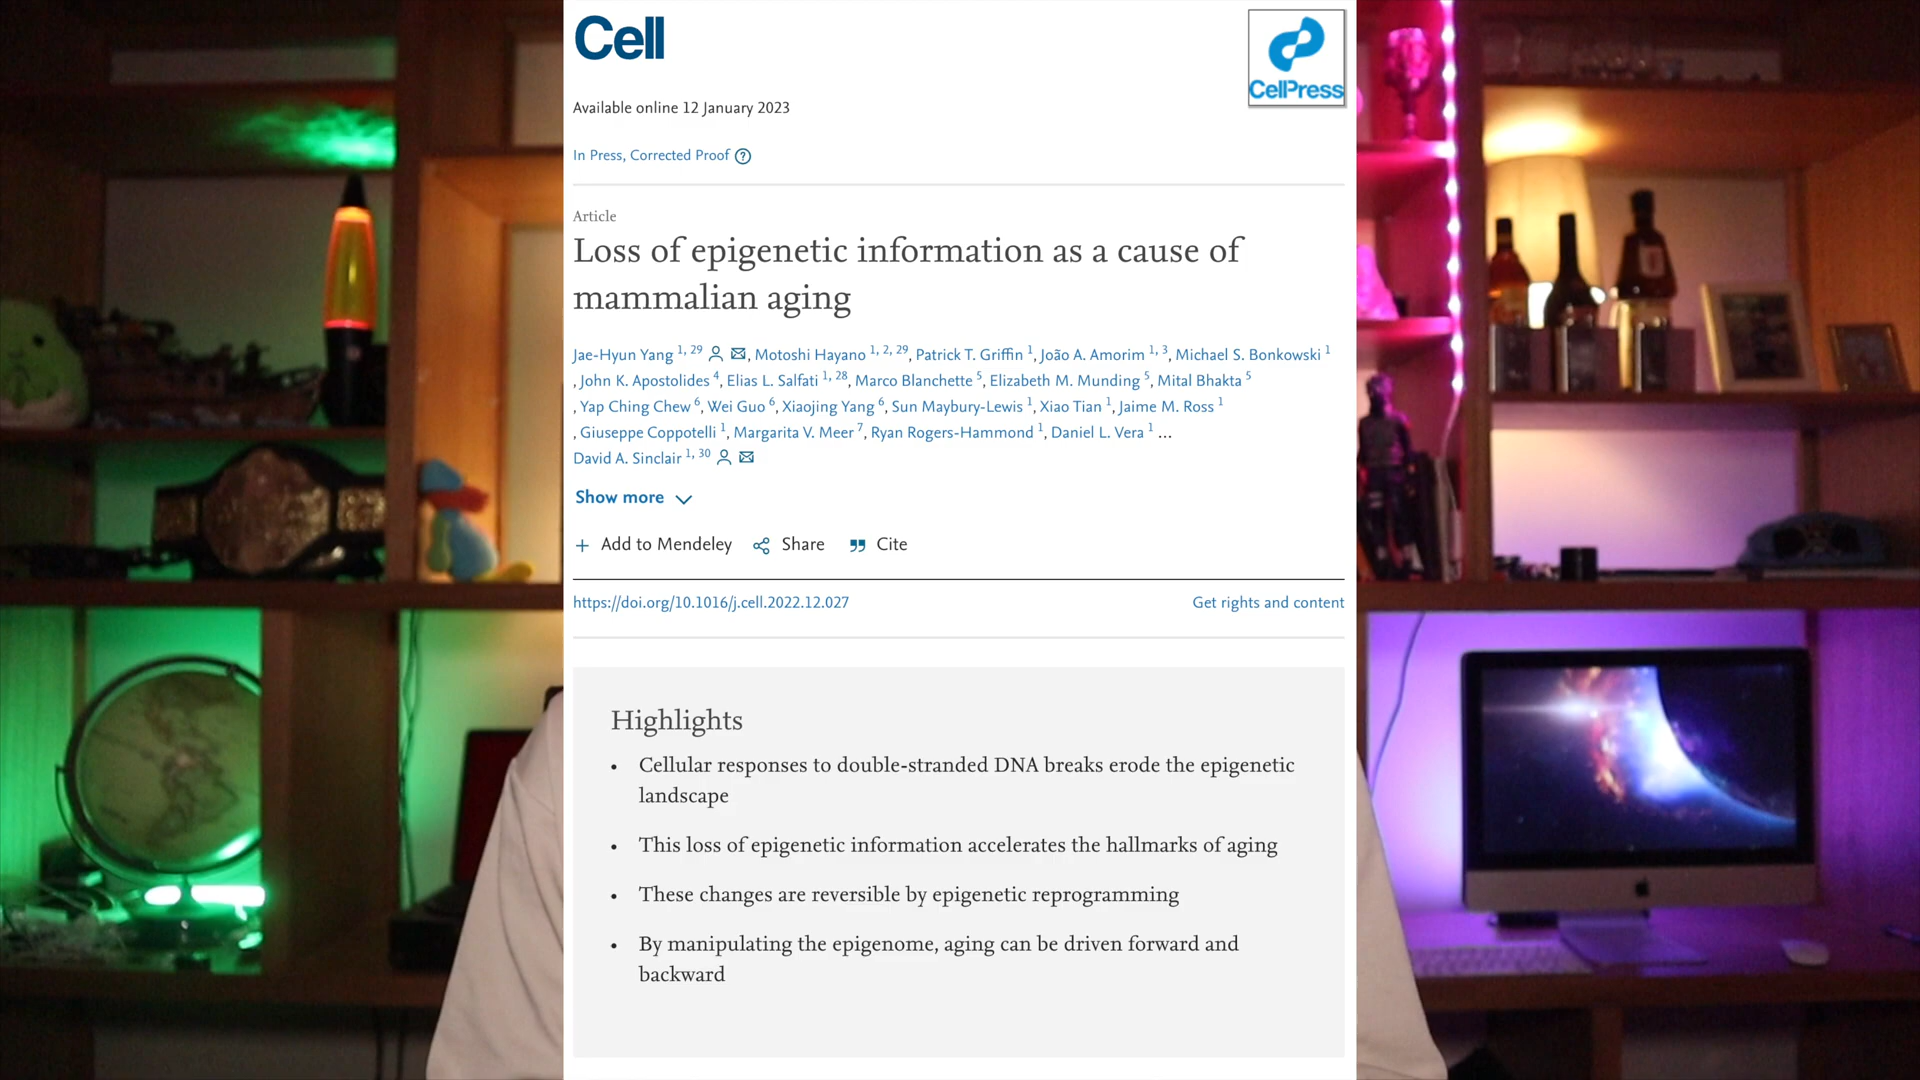 Cell
CellPress
Available online 12 January 2023
In Press, Corrected Proof ?
Article
Loss of epigenetic information as a cause of
mammalian aging
Jae-Hyun Yang 1, 29, Motoshi Hayano 1, 2, 29, Patrick T. Griffin 1, João A. Amorim 1, 3, Michael S. Bonkowski 1
, John K. Apostolides 4, Elias L. Salfati 1, 28, Marco Blanchette 5, Elizabeth M. Munding 5, Mital Bhakta 5
, Yap Ching Chew 6, Wei Guo 6, Xiaojing Yang 6, Sun Maybury-Lewis 1, Xiao Tian 1, Jaime M. Ross 1
, Giuseppe Coppotelli 1, Margarita V. Meer 7, Ryan Rogers-Hammond 1, Daniel L. Vera 1 ...
David A. Sinclair 1, 30
Show more
+ Add to Mendeley Share Cite
https://doi.org/10.1016/j.cell.2022.12.027 Get rights and content
Highlights
• Cellular responses to double-stranded DNA breaks erode the epigenetic
landscape
• This loss of epigenetic information accelerates the hallmarks of aging
• These changes are reversible by epigenetic reprogramming
• By manipulating the epigenome, aging can be driven forward and
backward